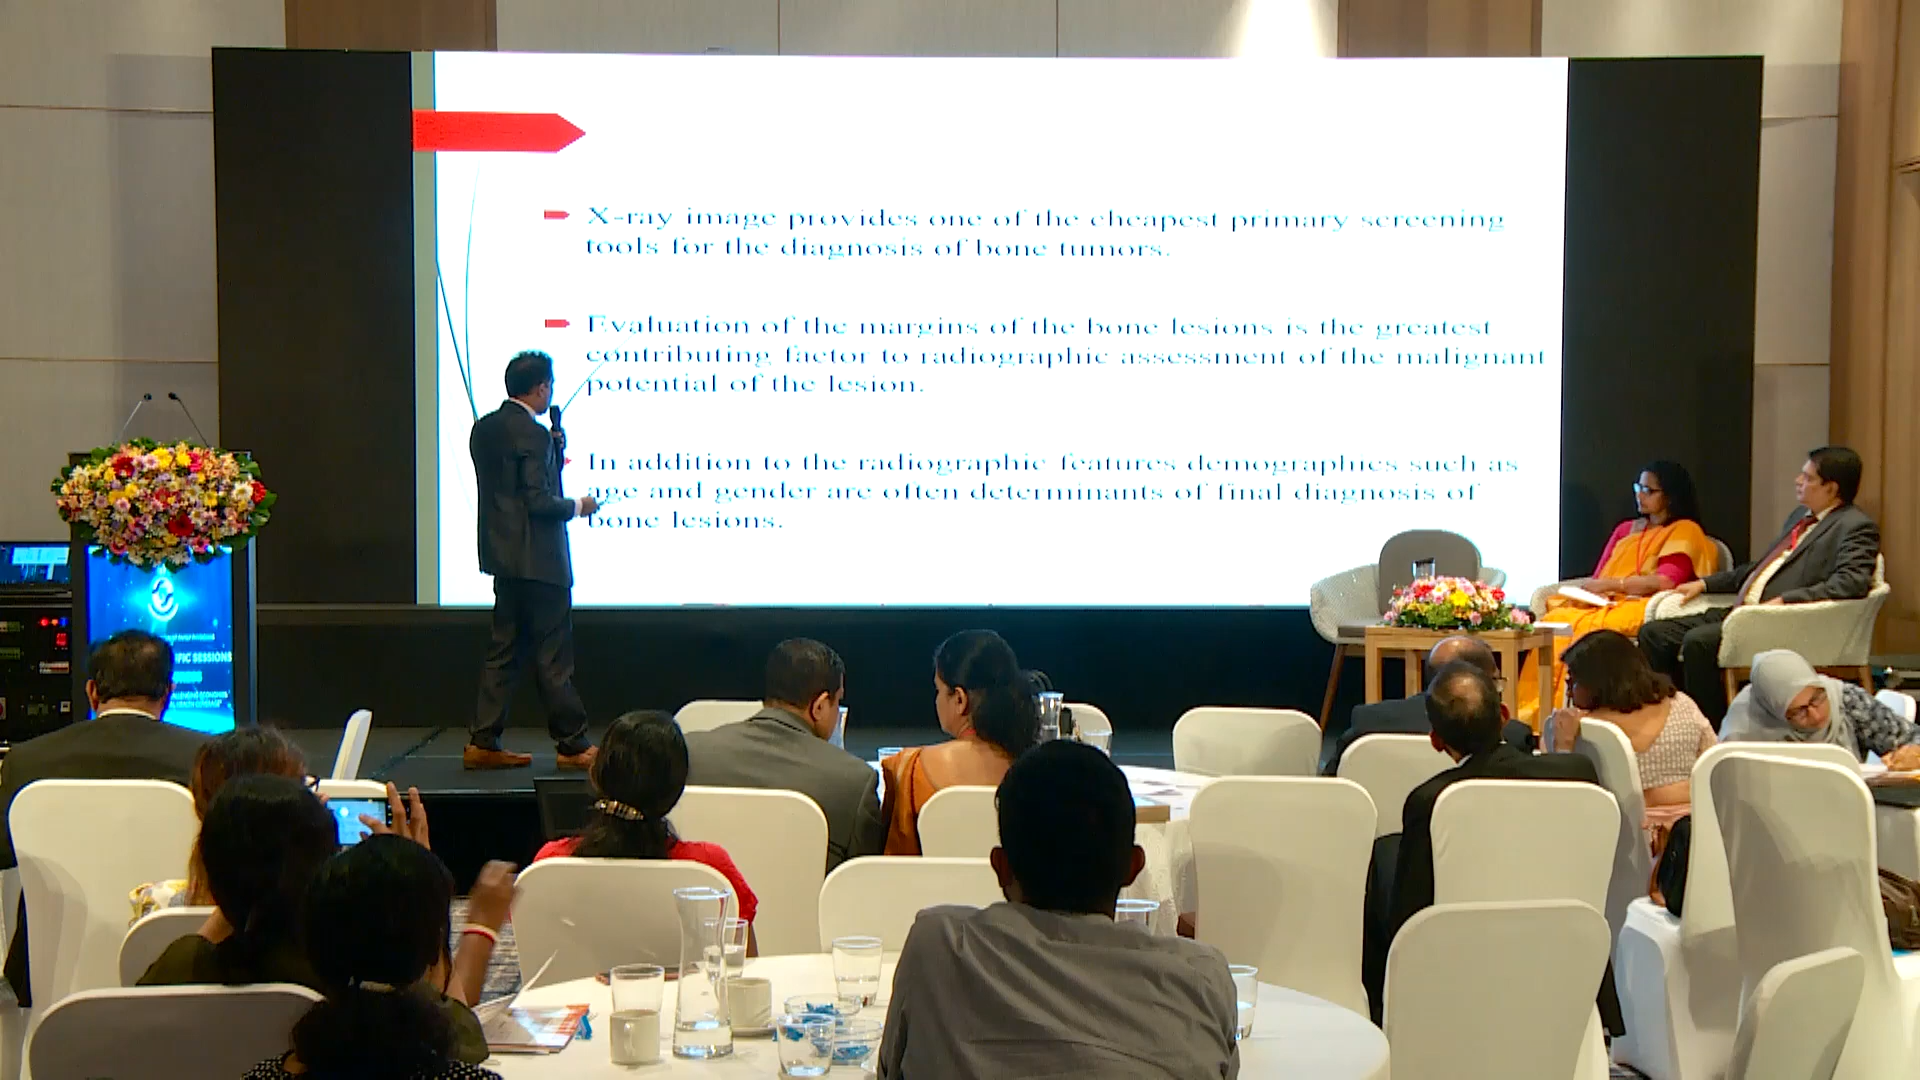 X-ray image provides one of the cheapest primary screening
tools for the diagnosis of bone tumors.
Evaluation of the margins of the bone lesions is the greatest
contributing factor to radiographic assessment of the malignant
potential of the lesion.
In addition to the radiographic features demographics such as
age and gender are often determinants of final diagnosis of
bone lesions.
SESSIONS